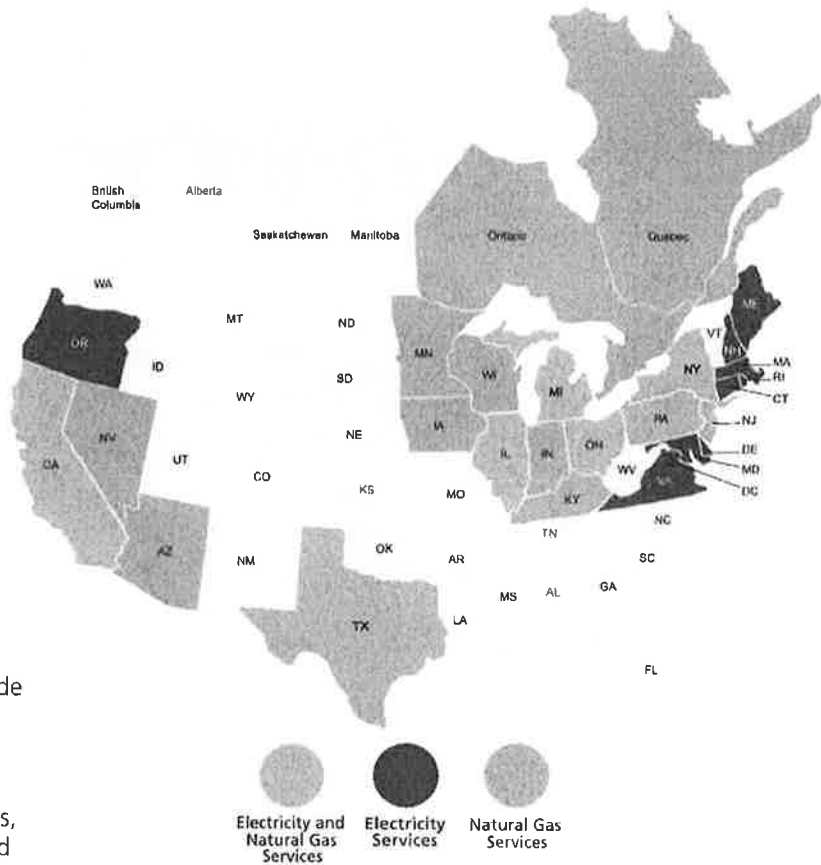 British
Columbia
Alberta
Saskatchewan
Manitoba
Ontario
Quebec
WA
OR
MT
ND
ID
MN
VT
ME
NH
MA
RI
CT
WI
MI
NY
SD
WY
NE
IA
CA
NV
UT
CO
KS
MO
IL
IN
OH
PA
NJ
DE
MD
DC
WV
VA
KY
NC
TN
AZ
NM
OK
AR
SC
MS
AL
GA
TX
LA
FL
de
s,
d
Electricity and
Natural Gas
Services
Electricity
Services
Natural Gas
Services